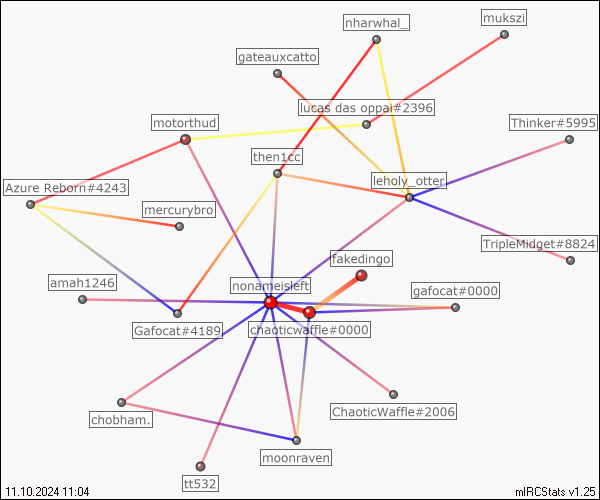 mukszi
nharwhal_
gateauxcatto
lucas das oppai#2396
motorthud
Thinker#5995
then1cc
leholy_otter
Azure Reborn#4243
mercurybro
TripleMidget#8824
fakedingo
amah1246
nonameisleft
gafocat#0000
Gafocat#4189
chaoticwaffle#0000
chobham.
ChaoticWaffle#2006
moonraven
tt532
11.10.2024 11:04
mIRCStats v1.25